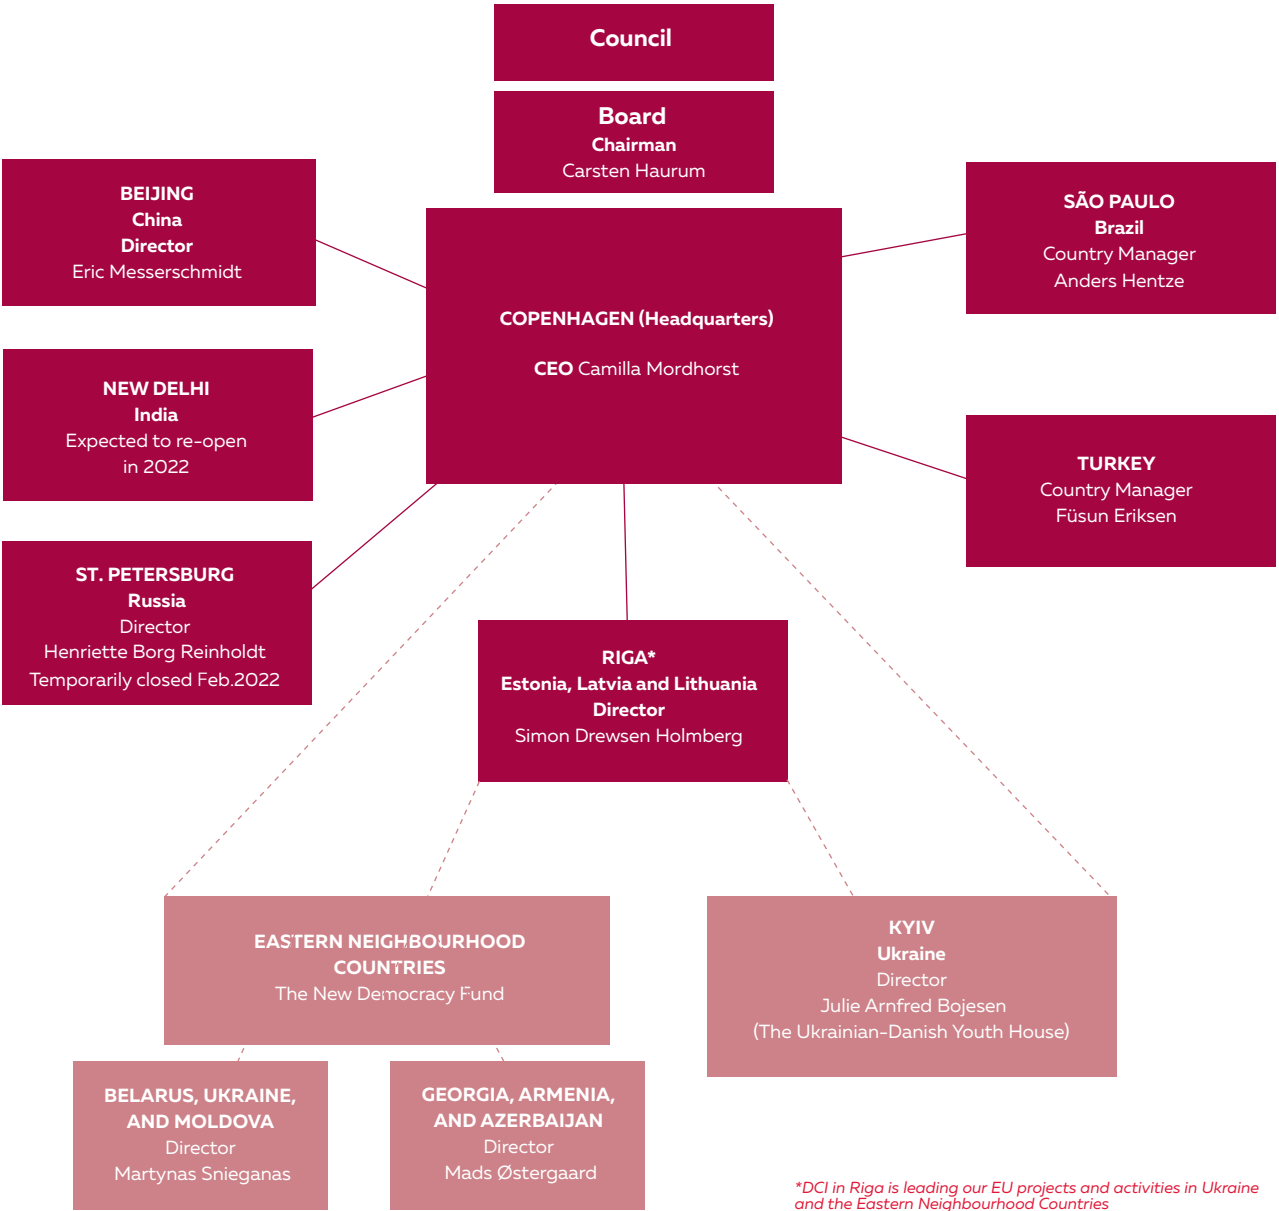 Council
Board
Chairman
Carsten Haurum
BEIJING
China
Director
Eric Messerschmidt
SÃO PAULO
Brazil
Country Manager
Anders Hentze
COPENHAGEN (Headquarters)
CEO Camilla Mordhorst
NEW DELHI
India
Expected to re-open
in 2022
TURKEY
Country Manager
Füsun Eriksen
ST. PETERSBURG
Russia
Director
Henriette Borg Reinholdt
Temporarily closed Feb.2022
RIGA*
Estonia, Latvia and Lithuania
Director
Simon Drewsen Holmberg
EASTERN NEIGHBOURHOOD
COUNTRIES
The New Democracy Fund
KYIV
Ukraine
Director
Julie Arnfred Bojesen
(The Ukrainian-Danish Youth House)
BELARUS, UKRAINE,
AND MOLDOVA
Director
Martynas Snieganas
GEORGIA, ARMENIA,
AND AZERBAIJAN
Director
Mads Østergaard
*DCI in Riga is leading our EU projects and activities in Ukraine
and the Eastern Neighbourhood Countries